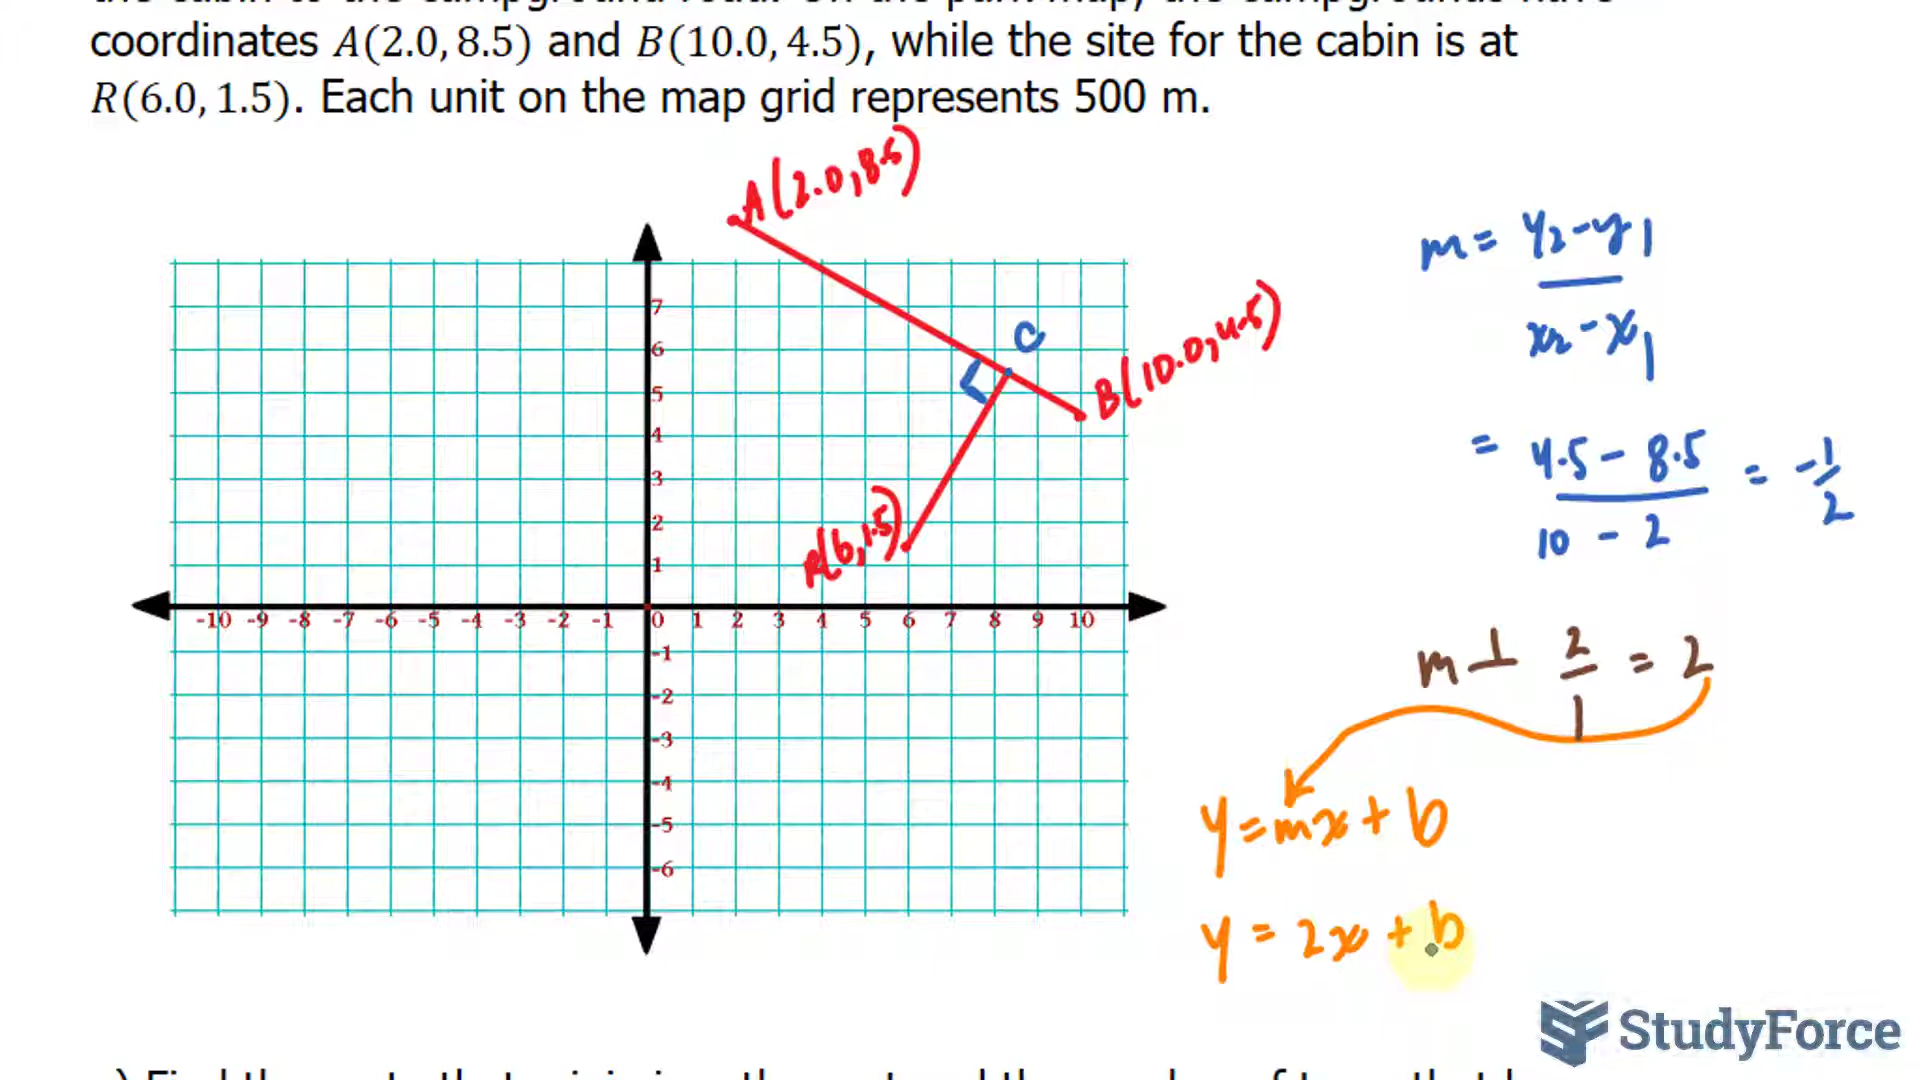 coordinates A(2.0, 8.5) and B(10.0, 4.5), while the site for the cabin is at
R(6.0, 1.5). Each unit on the map grid represents 500 m.
A(2.0,8.5)
m = y2-y1
x2-x1
C
B(10.0,4.5)
= 4.5 - 8.5 = -1
10 - 2 2
R(6,1.5)
7
6
5
4
3
2
1
-10 -9 -8 -7 -6 -5 -4 -3 -2 -1 0 1 2 3 4 5 6 7 8 9 10
-1
-2
-3
-4
-5
-6
m⊥ 2 = 2
1
y = mx + b
y = 2x + b
StudyForce